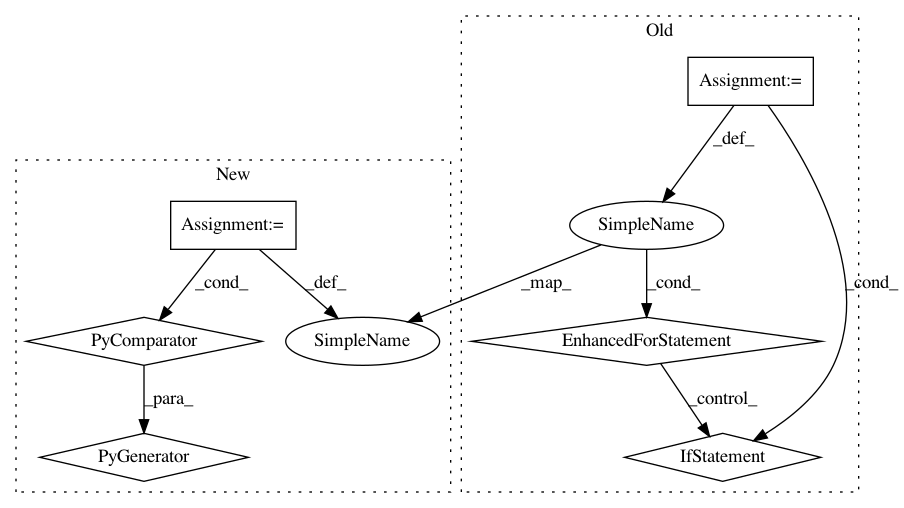 Old
Assignment:=
_def_
New
Assignment:=
SimpleName
_cond_
_def_
_map_
_cond_
_cond_
PyComparator
SimpleName
EnhancedForStatement
_para_
_control_
PyGenerator
IfStatement